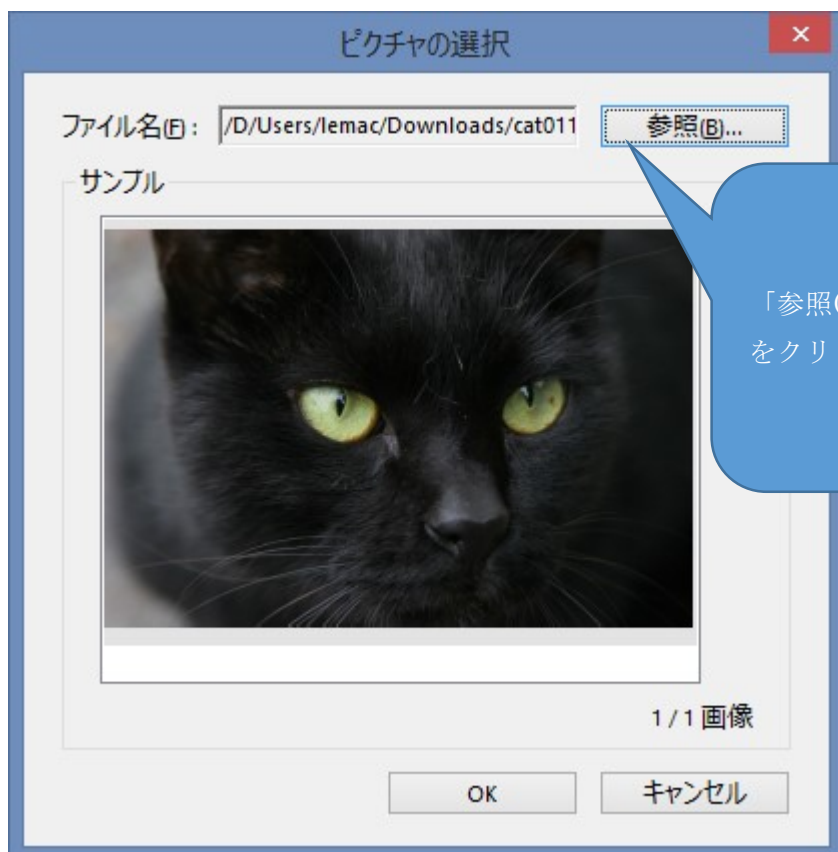 ピクチャの選択
ファイル名(F)： /D/Users/lemac/Downloads/cat011 参照(B)...
サンプル
「参照(
をクリ
1 / 1 画像
OK キャンセル